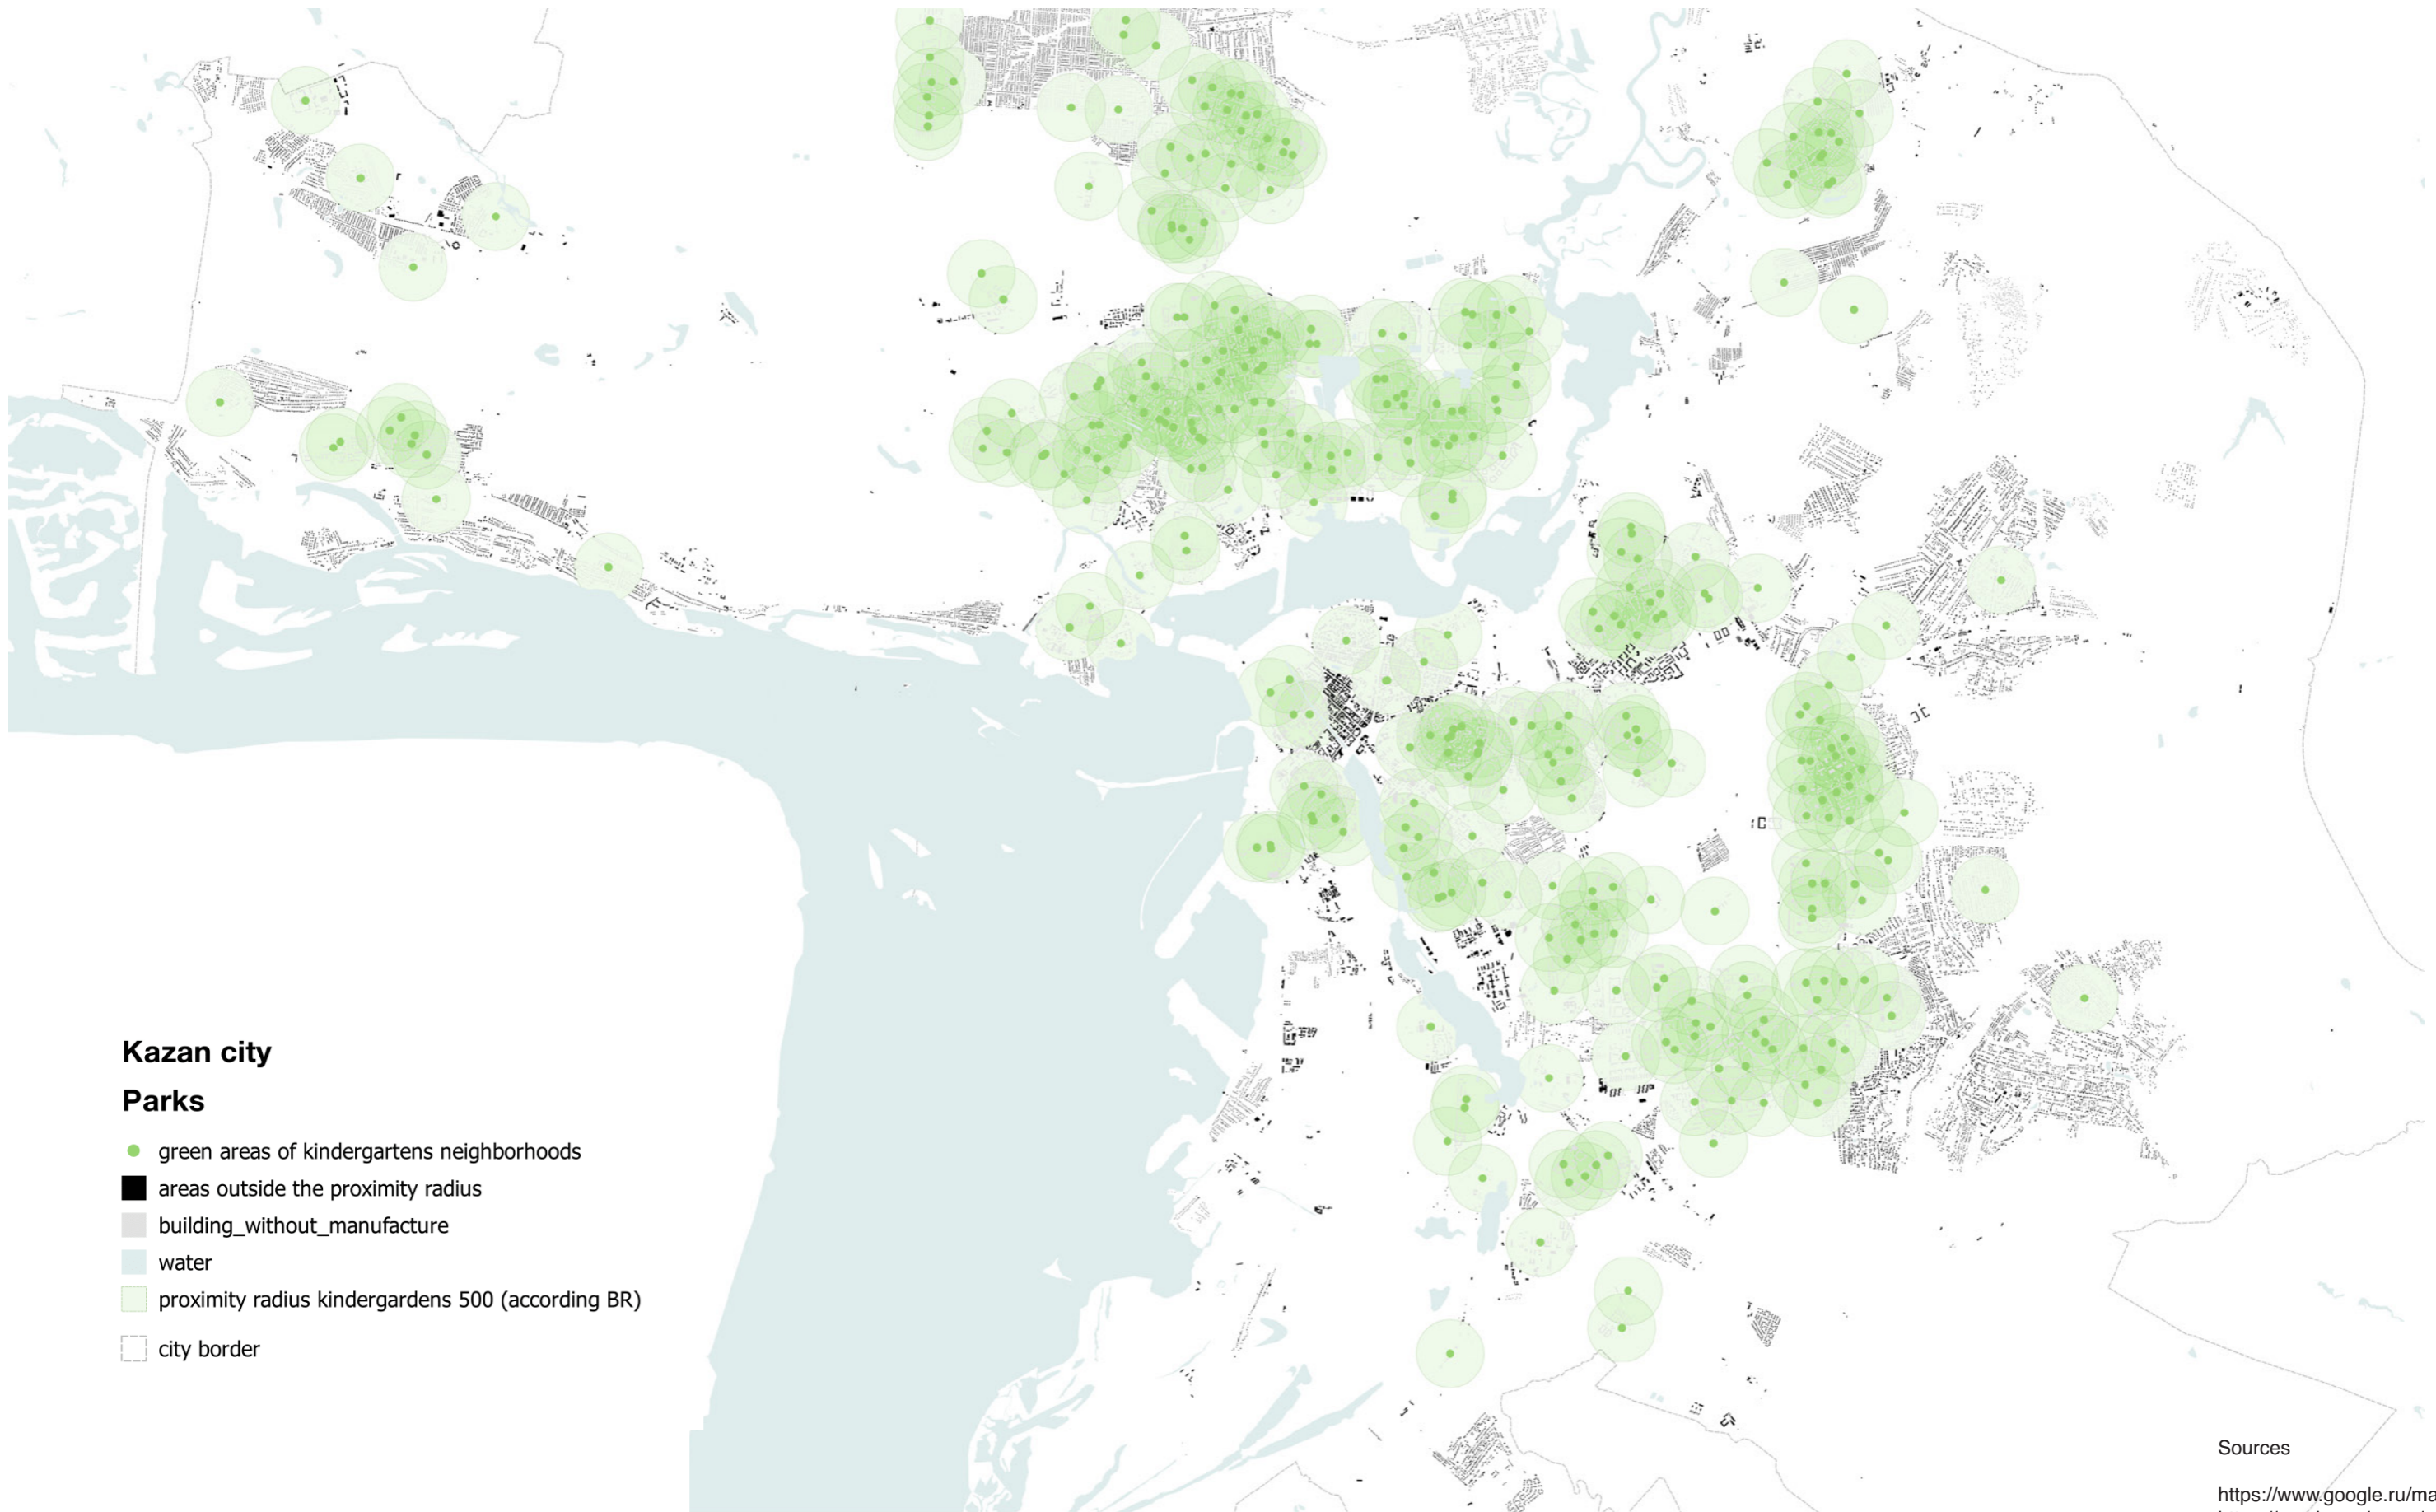 Kazan city
Parks
green areas of kindergartens neighborhoods
areas outside the proximity radius
building_without_manufacture
water
proximity radius kindergardens 500 (according BR)
city border
Sources
https://www.google.ru/ma